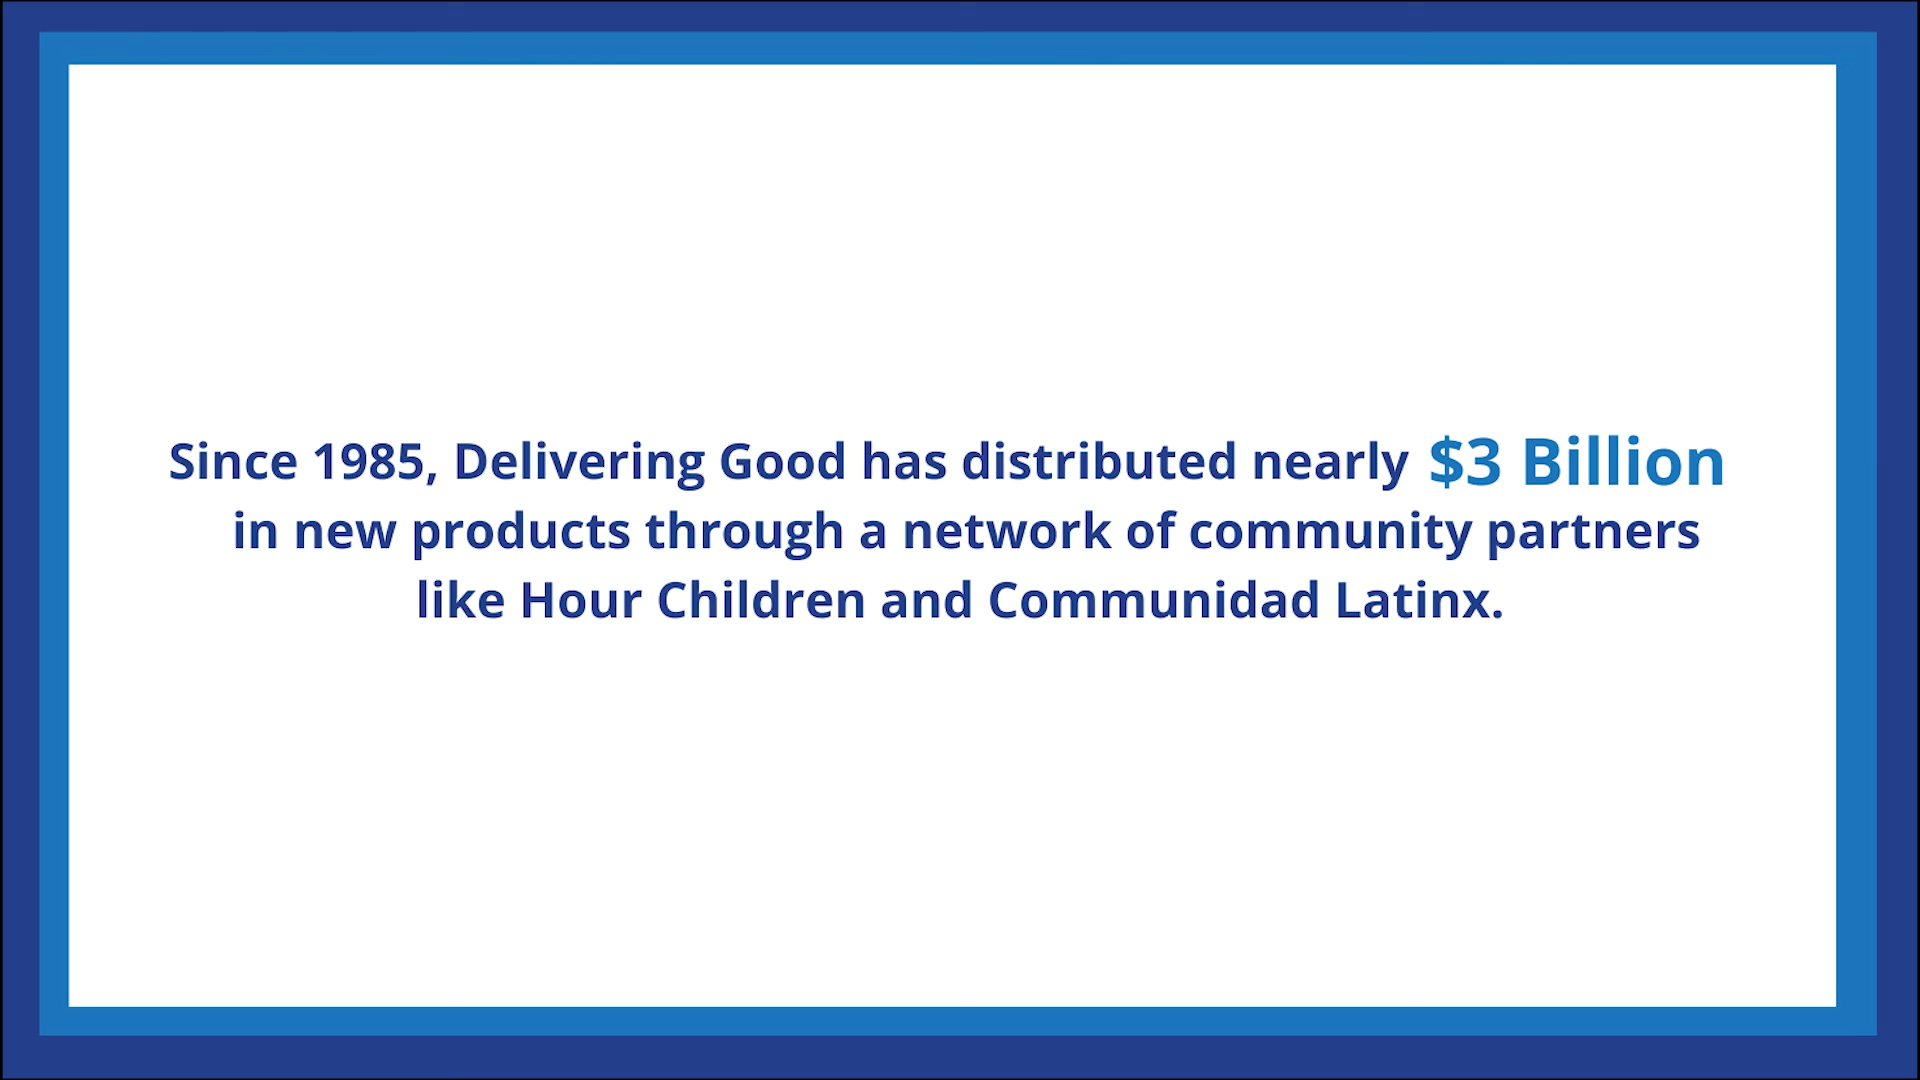 Since 1985, Delivering Good has distributed nearly $3 Billion
in new products through a network of community partners
like Hour Children and Communidad Latinx.